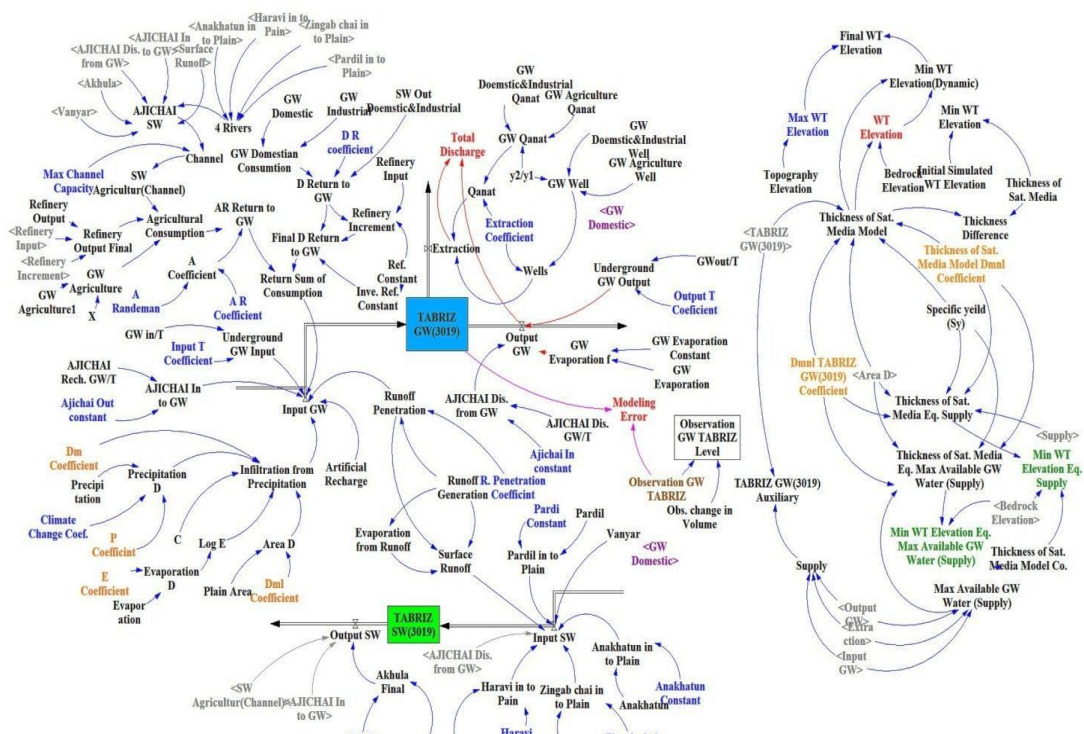 <Haravi in to
Pain>
<Anakhatun in
to Plain>
<Zingab chai in
to Plain>
<AJICHAI In
to GW>
<AJICHAI Dis.
from GW>
<Surface
Runoff>
<Pardil in to
Plain>
<Akhula>
<Vanyar>
AJICHAI
SW
4 Rivers
Channel
Max Channel
Capacity
SW
Agricultur(Channel)
GW
Domestic
GW
Industrial
SW Out
Doemstic&Industrial
GW Domestian
Consumtion
D R
coefficient
D Return to
GW
Refinery
Input
Refinery
Increment
Final D Return
to GW
Ref.
Constant
Inve. Ref.
Constant
Refinery
Output
<Refinery
Input>
Refinery
Output Final
<Refinery
Increment>
Agricultural
Consumption
AR Return to
GW
GW
Agriculture
GW
Agriculture1
X
A
Coefficient
A
Randeman
A R
Coefficient
Return Sum of
Consumption
GW in/T
Input T
Coefficient
Underground
GW Input
AJICHAI
Rech. GW/T
Ajichai Out
constant
AJICHAI In
to GW
Input GW
TABRIZ
GW(3019)
Total
Discharge
GW
Doemstic&Industrial
Qanat
GW Agriculture
Qanat
GW Qanat
GW
Doemstic&Industrial
Well
GW Agriculture
Well
y2/y1
GW Well
Qanat
Extraction
Coefficient
<GW
Domestic>
Extraction
Wells
Underground
GW Output
GWout/T
Output T
Coeficient
Output
GW
GW
Evaporation f
GW Evaporation
Constant
GW
Evaporation
Runoff
Penetration
AJICHAI Dis.
from GW
AJICHAI Dis.
GW/T
Ajichai In
constant
Modeling
Error
Observation
GW TABRIZ
Level
Observation GW
TABRIZ
Obs. change in
Volume
Dm
Coefficient
Precipi
tation
Precipitation
D
Climate
Change Coef.
P
Coefficint
C
Infiltration from
Precipitation
Artificial
Recharge
Log E
Area D
Plain Area
Dml
Coefficient
E
Coefficient
Evaporation
D
Evapor
ation
Runoff
Generation
R. Penetration
Coefficint
Evaporation
from Runoff
Surface
Runoff
Pardi
Constant
Pardil
Pardil in to
Plain
Vanyar
<GW
Domestic>
TABRIZ
SW(3019)
Output SW
Input SW
<SW
Agricultur(Channel)>
<AJICHAI In
to GW>
Akhula
Final
<AJICHAI Dis.
from GW>
Haravi in to
Pain
Zingab chai in
to Plain
Anakhatun in
to Plain
Anakhatun
Anakhatun
Constant
Haravi
Final WT
Elevation
Min WT
Elevation(Dynamic)
Max WT
Elevation
WT
Elevation
Min WT
Elevation
Topography
Elevation
Bedrock
Elevation
Initial Simulated
WT Elevation
Thickness of
Sat. Media
<TABRIZ
GW(3019)>
Thickness of Sat.
Media Model
Thickness
Difference
Thickness of Sat.
Media Model Dmnl
Coefficient
Specific yeild
(Sy)
Dmnl TABRIZ
GW(3019)
Coefficient
<Area D>
Thickness of Sat.
Media Eq. Supply
<Supply>
Thickness of Sat. Media
Eq. Max Available GW
Water (Supply)
Min WT
Elevation Eq.
Supply
TABRIZ GW(3019)
Auxiliary
<Bedrock
Elevation>
Min WT Elevation Eq.
Max Available GW
Water (Supply)
Thickness of Sat.
Media Model Co.
Supply
Max Available GW
Water (Supply)
<Output
GW>
<Extra
ction>
<Input
GW>